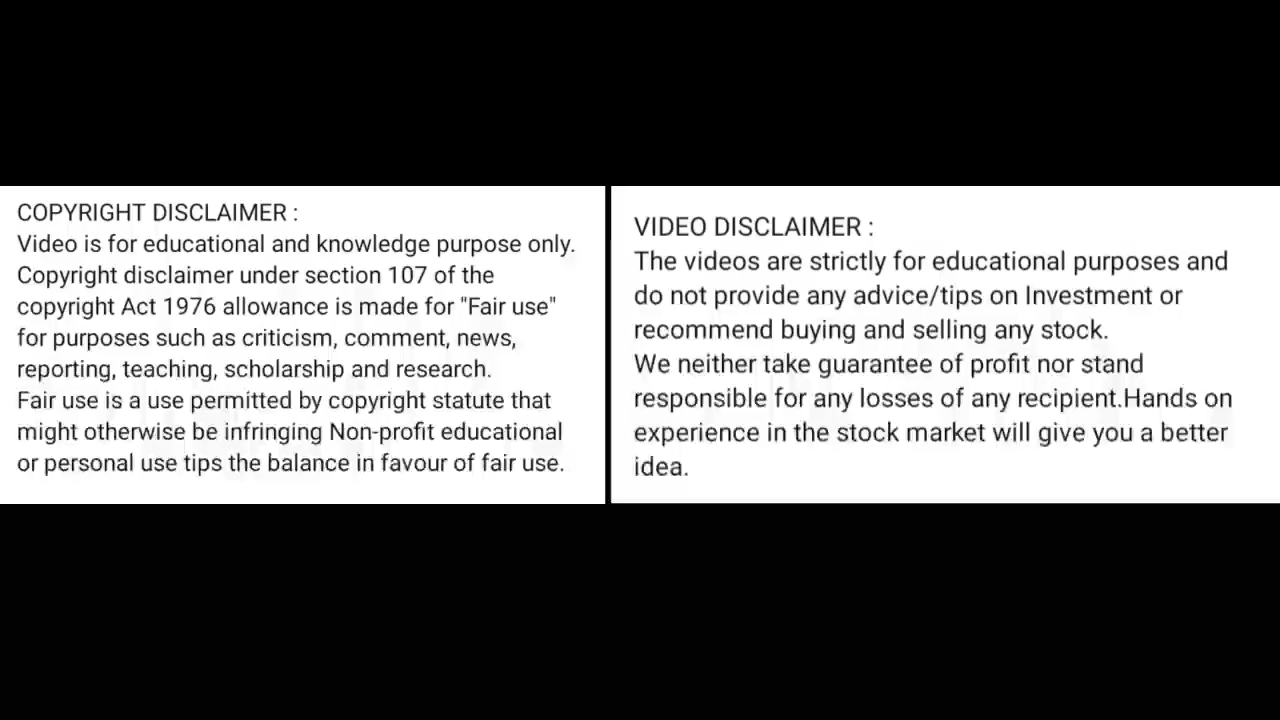 COPYRIGHT DISCLAIMER :
Video is for educational and knowledge purpose only.
Copyright disclaimer under section 107 of the
copyright Act 1976 allowance is made for "Fair use"
for purposes such as criticism, comment, news,
reporting, teaching, scholarship and research.
Fair use is a use permitted by copyright statute that
might otherwise be infringing Non-profit educational
or personal use tips the balance in favour of fair use.
VIDEO DISCLAIMER :
The videos are strictly for educational purposes and
do not provide any advice/tips on Investment or
recommend buying and selling any stock.
We neither take guarantee of profit nor stand
responsible for any losses of any recipient.Hands on
experience in the stock market will give you a better
idea.